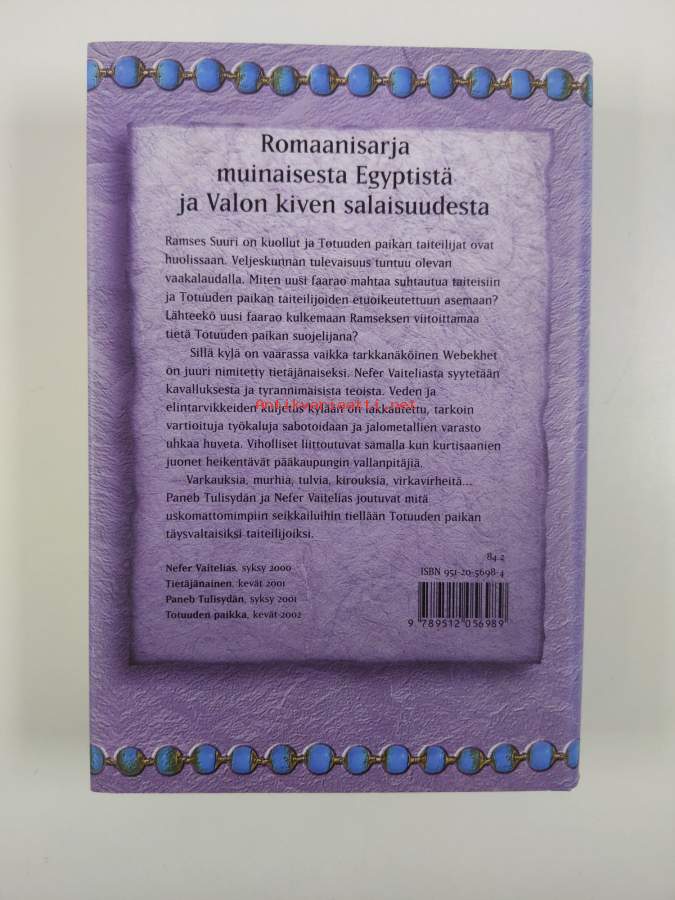 Romaanisarja
muinaisesta Egyptistä
ja Valon kiven salaisuudesta
Ramses Suuri on kuollut ja Totuuden paikan taiteilijat ovat
huolissaan. Veljeskunnan tulevaisuus tuntuu olevan
vaakalaudalla. Miten uusi faarao mahtaa suhtautua taiteisiin
ja Totuuden paikan taiteilijoiden etuoikeutettuun asemaan?
Lähteekö uusi faarao kulkemaan Ramseksen viitoittamaa
tietä Totuuden paikan suojelijana?
Sillä kylä on vaarassa vaikka tarkkanäköinen Webekhet
on juuri nimitetty tietäjänaiseksi. Nefer Vaiteliasta syytetään
kavalluksesta ja tyrannimaisista teoista. Veden ja
Antikvariaatti.net
elintarvikkeiden kuljetus kylään on lakkautettu, tarkoin
vartioituja työkaluja sabotoidaan ja jalometallien varasto
uhkaa huveta. Viholliset liittoutuvat samalla kun kurtisaanien
juonet heikentävät pääkaupungin vallanpitäjiä.
Varkauksia, murhia, tulvia, kirouksia, virkavirheitä...
Paneb Tulisydän ja Nefer Vaitelias joutuvat mitä
uskomattomimpiin seikkailuihin tiellään Totuuden paikan
täysvaltaisiksi taiteilijoiksi.
84.2
Nefer Vaitelias, syksy 2000
ISBN 951-20-5698-4
Tietäjänainen, kevät 2001
Paneb Tulisydän, syksy 2001
Totuuden paikka, kevät 2002
9 789512 056989